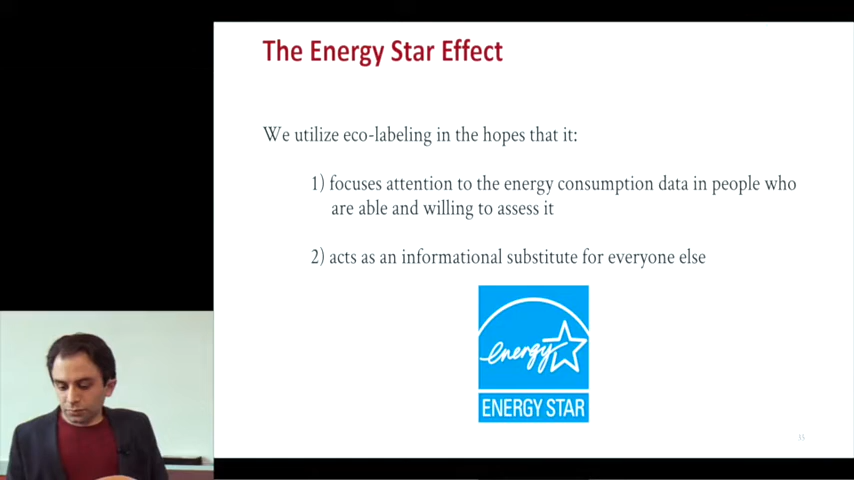 The Energy Star Effect
We utilize eco-labeling in the hopes that it:
1) focuses attention to the energy consumption data in people who
are able and willing to assess it
2) acts as an informational substitute for everyone else
energy
ENERGY STAR
33